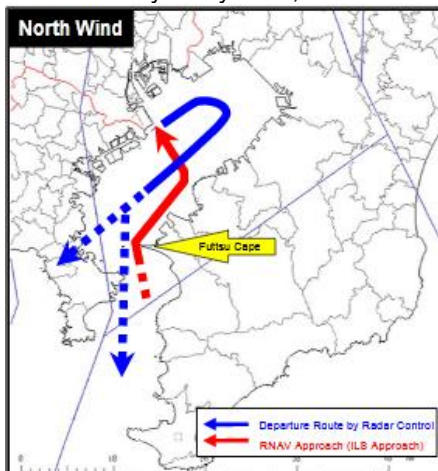 North Wind
Futtsu Cape
Departure Route by Radar Control
RNAV Approach (ILS Approach)